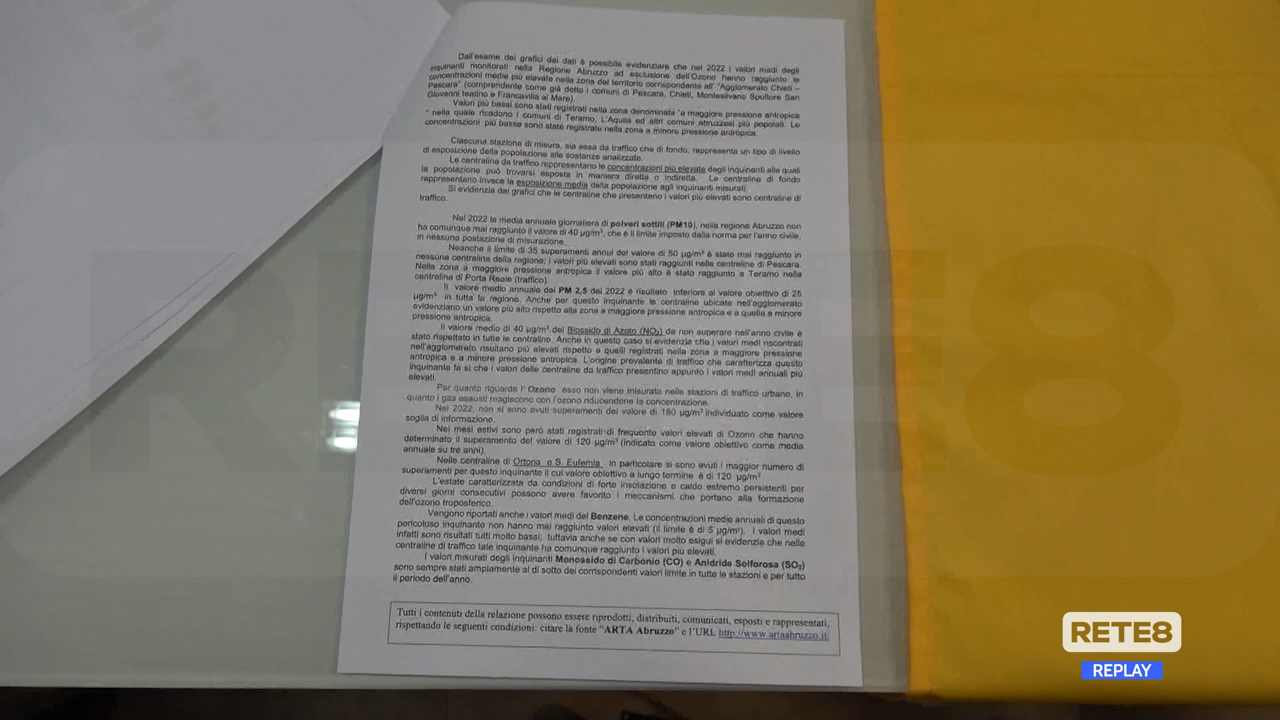 Dall'esame dei grafici dei dati è possibile evidenziare che nel 2022 i valori medi degli
inquinanti monitorati nella Regione Abruzzo ad esclusione dell'Ozono hanno raggiunto le
concentrazioni medie più elevate nella zona del territorio corrispondente all' "Agglomerato Chieti –
Pescara" (comprendente come già detto i comuni di Pescara, Chieti, Montesilvano Spoltore San
Giovanni teatino e Francavilla al Mare).
Valori più bassi sono stati registrati nella zona denominata "a maggiore pressione antropica
" nella quale ricadono i comuni di Teramo, L'Aquila ed altri comuni abruzzesi più popolati. Le
concentrazioni più basse sono state registrate nella zona a minore pressione antropica.
Ciascuna stazione di misura, sia essa da traffico che di fondo, rappresenta un tipo di livello
di esposizione della popolazione alle sostanze analizzate.
Le centraline da traffico rappresentano le concentrazioni più elevate degli inquinanti alle quali
la popolazione può trovarsi esposta in maniera diretta o indiretta. Le centraline di fondo
rappresentano invece la esposizione media della popolazione agli inquinanti misurati.
Si evidenzia dai grafici che le centraline che presentano i valori più elevati sono centraline di
traffico.
Nel 2022 la media annuale giornaliera di polveri sottili (PM10), nella regione Abruzzo non
ha comunque mai raggiunto il valore di 40 µg/m³, che è il limite imposto dalla norma per l'anno civile,
in nessuna postazione di misurazione.
Neanche il limite di 35 superamenti annui del valore di 50 µg/m³ è stato mai raggiunto in
nessuna centralina della regione; i valori più elevati sono stati raggiunti nelle centraline di Pescara.
Nella zona a maggiore pressione antropica il valore più alto è stato raggiunto a Teramo nella
centralina di Porta Reale (traffico).
Il valore medio annuale del PM 2,5 del 2022 è risultato inferiore al valore obiettivo di 25
µg/m³ in tutta la regione. Anche per questo inquinante le centraline ubicate nell'agglomerato
evidenziano un valore più alto rispetto alla zona a maggiore pressione antropica e a quella a minore
pressione antropica.
Il valore medio di 40 µg/m³ del Biossido di Azoto (NO₂) da non superare nell'anno civile è
stato rispettato in tutte le centraline. Anche in questo caso si evidenzia che i valori riscontrati
nell'agglomerato risultano più elevati rispetto a quelli registrati nella zona a maggiore pressione
antropica e a minore pressione antropica. L'origine prevalente di traffico che caratterizza questo
inquinante fa si che i valori delle centraline da traffico presentino appunto i valori medi annuali più
elevati.
Per quanto riguarda l' Ozono esso non viene misurato nelle stazioni di traffico urbano, in
quanto i gas esausti reagiscono con l'ozono riducendone la concentrazione.
Nel 2022, non si sono avuti superamenti del valore di 180 µg/m³ individuato come valore
soglia di informazione.
Nei mesi estivi sono però stati registrati di frequente valori elevati di Ozono che hanno
determinato il superamento del valore di 120 µg/m³ (indicato come valore obiettivo come media
annuale su tre anni).
Nelle centraline di Ortona e S. Eufemia in particolare si sono avuti i maggior numero di
superamenti per questo inquinante il cui valore obiettivo a lungo termine è di 120 µg/m³
L'estate caratterizzata da condizioni di forte insolazione e caldo estremo persistenti per
diversi giorni consecutivi possono avere favorito i meccanismi che portano alla formazione
dell'ozono troposferico.
Vengono riportati anche i valori medi del Benzene. Le concentrazioni medie annuali di questo
pericoloso inquinante non hanno mai raggiunto valori elevati (il limite è di 5 µg/m³). I valori medi
infatti sono risultati tutti molto bassi; tuttavia anche se con valori molto esigui si evidenzia che nelle
centraline di traffico tale inquinante ha comunque raggiunto i valori più elevati.
I valori misurati degli inquinanti Monossido di Carbonio (CO) e Anidride Solforosa (SO₂)
sono sempre stati ampiamente al di sotto dei corrispondenti valori limite in tutte le stazioni e per tutto
il periodo dell'anno.
Tutti i contenuti della relazione possono essere riprodotti, distribuiti, comunicati, esposti e rappresentati,
rispettando le seguenti condizioni: citare la fonte "ARTA Abruzzo" e l'URL http://www.artaabruzzo.it
RETE8
RETE8
REPLAY